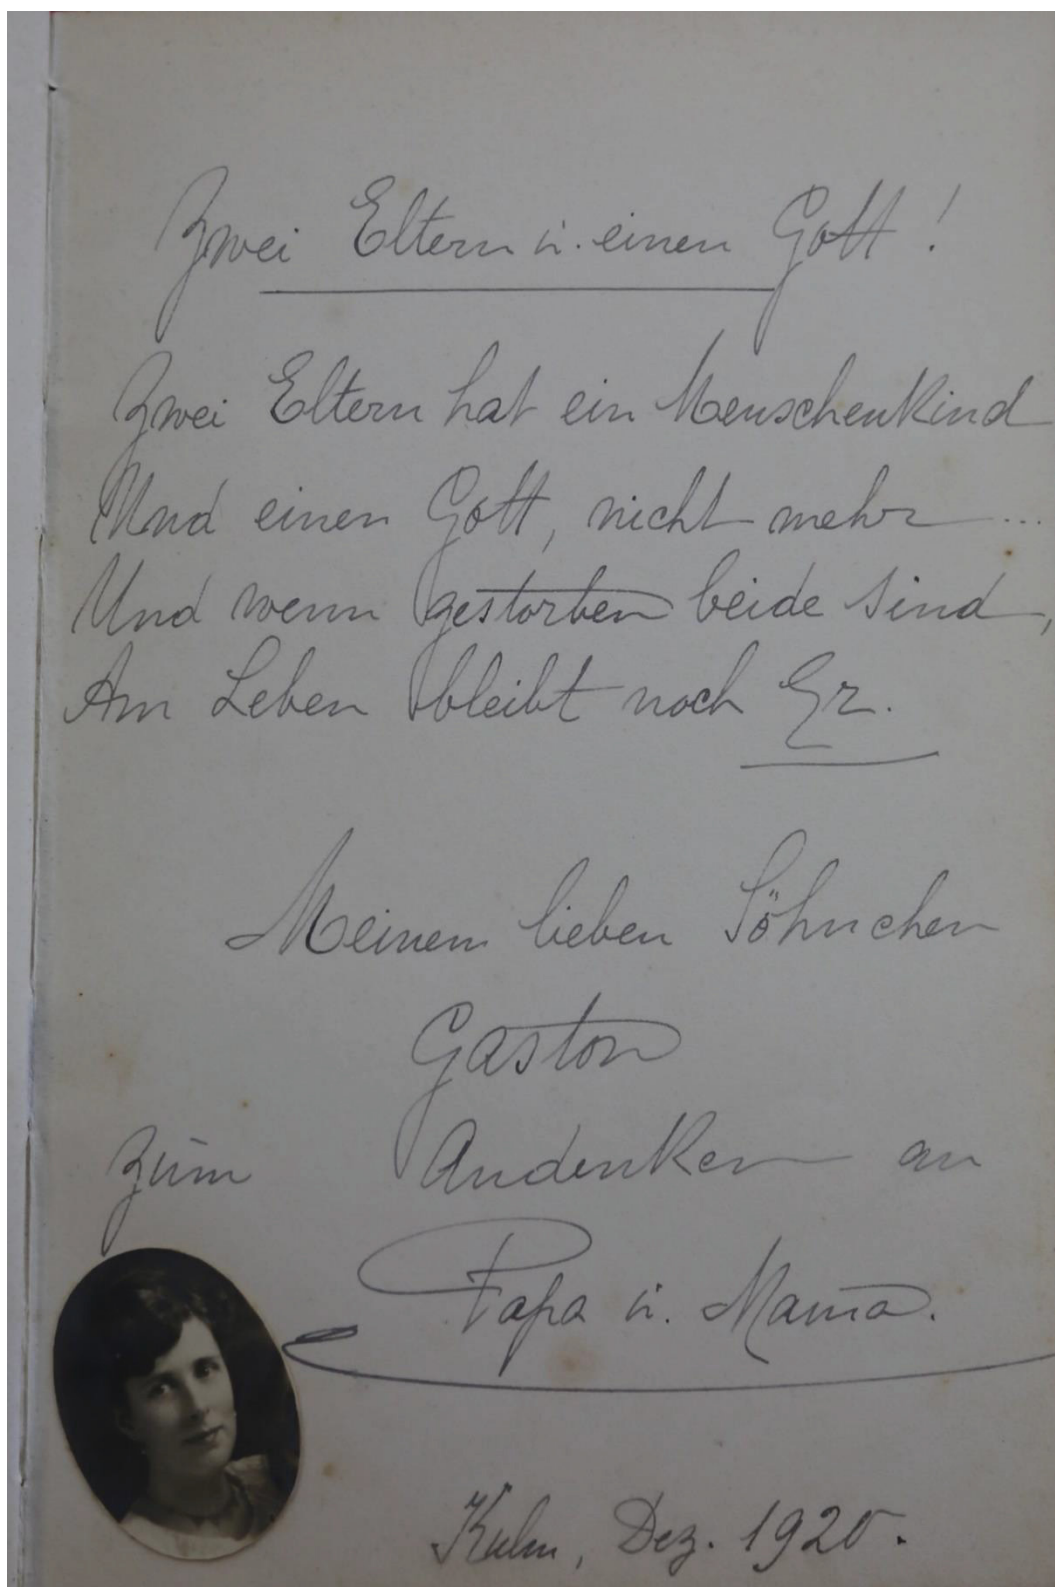 Zwei Eltern u. einen Gott!
Zwei Eltern hat ein Menschenkind
Und einen Gott, nicht mehr ...
Und wenn gestorben beide sind,
Am Leben bleibt noch Er.
Meinem lieben Söhnchen
Gaston
zum Andenken an
Papa u. Mama.
Kulm, Dez. 1920.